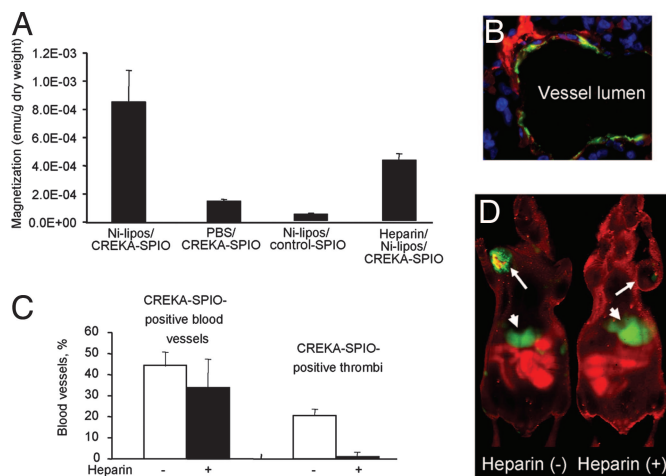 A
Magnetization (emu/g dry weight)
1.2E-03
1.0E-03
8.0E-04
6.0E-04
4.0E-04
2.0E-04
0.0E+00
Ni-lipos/
CREKA-SPIO
PBS/
CREKA-SPIO
Ni-lipos/
control-SPIO
Heparin/
Ni-lipos/
CREKA-SPIO
B
Vessel lumen
C
Blood vessels, %
60
50
40
30
20
10
0
CREKA-SPIO-
positive blood
vessels
CREKA-SPIO-
positive thrombi
Heparin
-
+
-
+
D
Heparin (-)
Heparin (+)